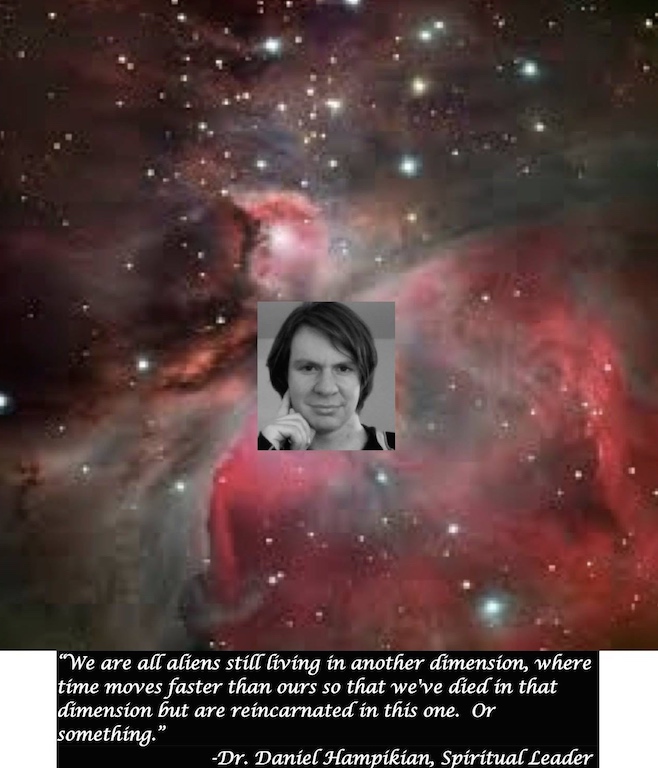 “We are all aliens still living in another dimension, where
time moves faster than ours so that we've died in that
dimension but are reincarnated in this one.  Or
something.”
-Dr. Daniel Hampikian, Spiritual Leader